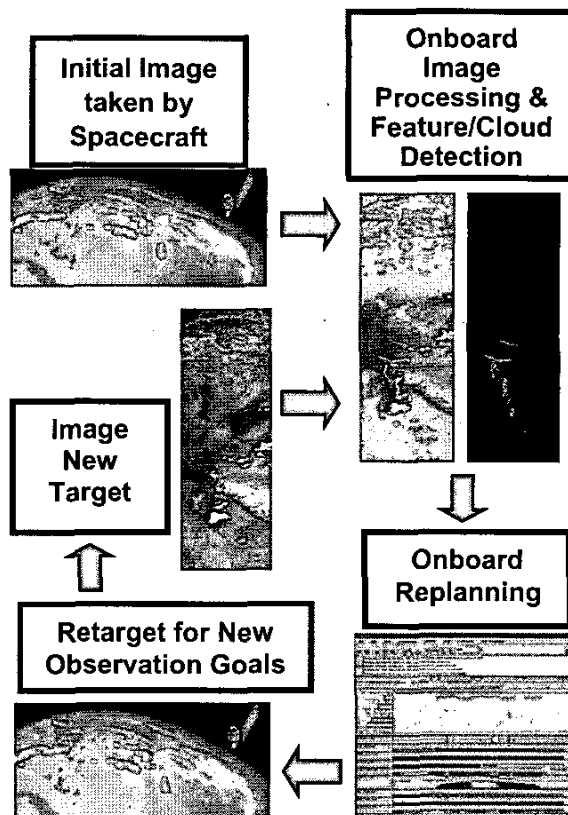 Initial Image
taken by
Spacecraft
Onboard
Image
Processing &
Feature/Cloud
Detection
Image
New
Target
Onboard
Replanning
Retarget for New
Observation Goals